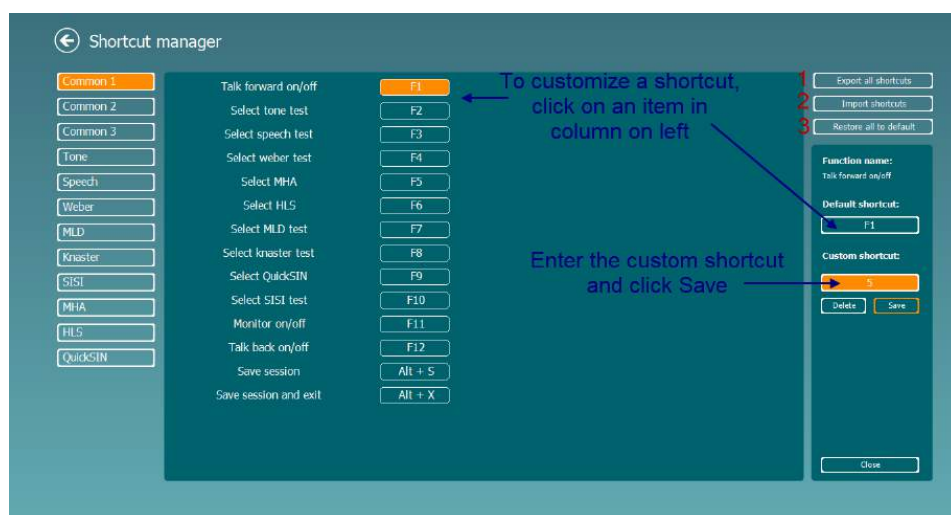 Shortcut manager
Common 1
Common 2
Common 3
Tone
Speech
Weber
MLD
Knaster
SISI
MHA
HLS
QuickSIN
Talk forward on/off F1
Select tone test F2
Select speech test F3
Select weber test F4
Select MHA F5
Select HLS F6
Select MLD test F7
Select knaster test F8
Select QuickSIN F9
Select SISI test F10
Monitor on/off F11
Talk back on/off F12
Save session Alt + S
Save session and exit Alt + X
To customize a shortcut,
click on an item in
column on left
Enter the custom shortcut
and click Save
1 Export all shortcuts
2 Import shortcuts
3 Restore all to default
Function name:
Talk forward on/off
Default shortcut:
F1
Custom shortcut:
5
Delete Save
Close